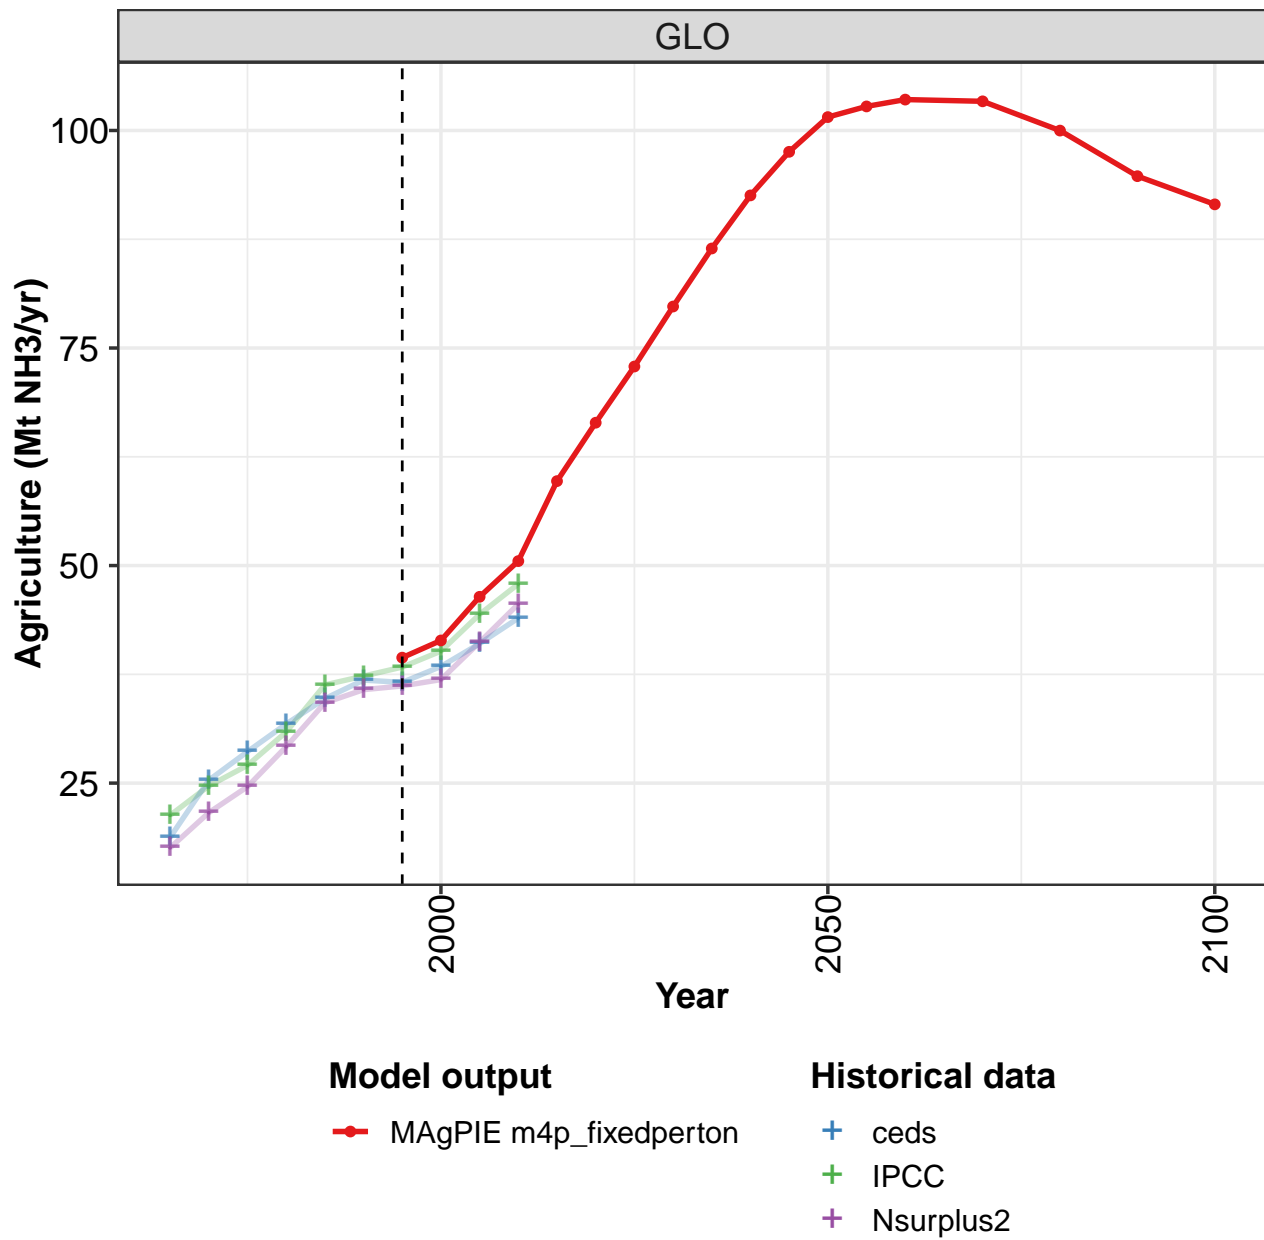 GLO
Agriculture (Mt NH3/yr)
100
75
50
25
2000
2050
2100
Year
Model output
MAgPIE m4p_fixedperton
Historical data
ceds
IPCC
Nsurplus2